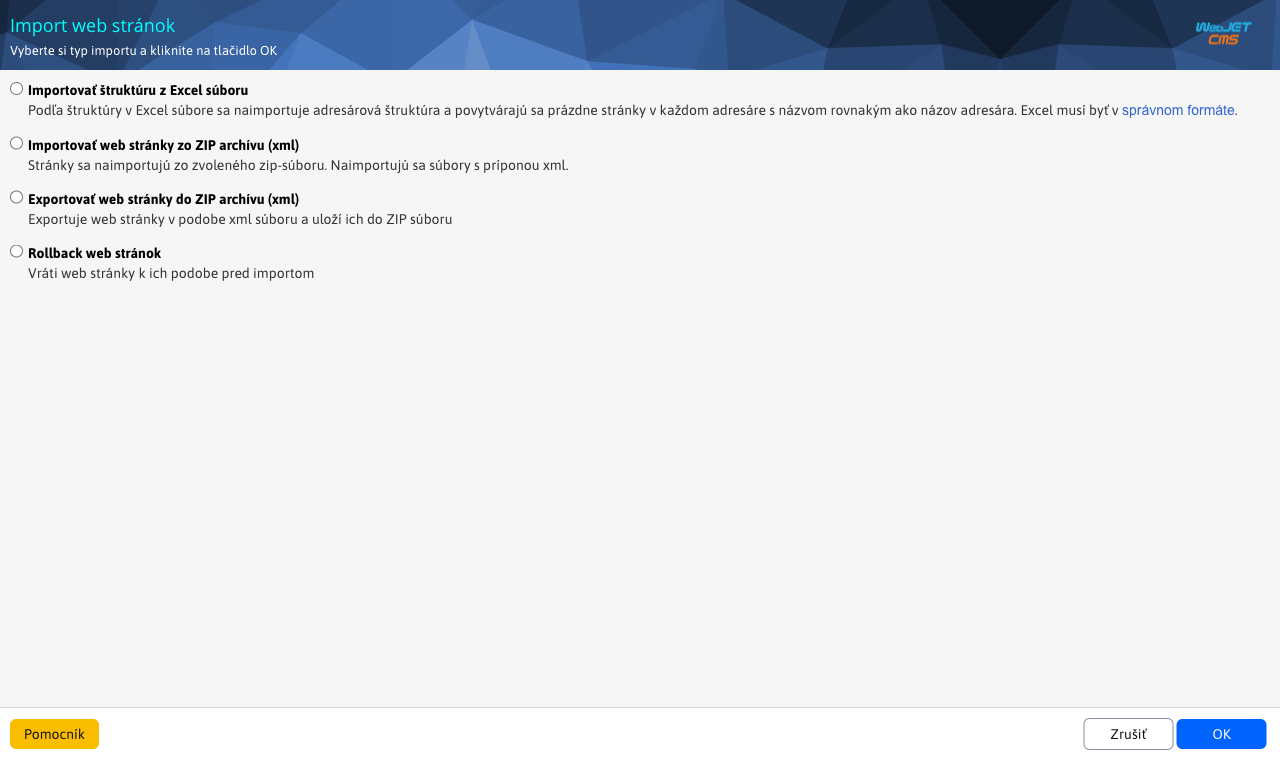 Import web stránok
Vyberte si typ importu a kliknite na tlačidlo OK
WebJET
CMS
Importovať štruktúru z Excel súboru
Podľa štruktúry v Excel súbore sa naimportuje adresárová štruktúra a povytvárajú sa prázdne stránky v každom adresáre s názvom rovnakým ako názov adresára. Excel musí byť v správnom formáte.
Importovať web stránky zo ZIP archívu (xml)
Stránky sa naimportujú zo zvoleného zip-súboru. Naimportujú sa súbory s príponou xml.
Exportovať web stránky do ZIP archívu (xml)
Exportuje web stránky v podobe xml súboru a uloží ich do ZIP súboru
Rollback web stránok
Vráti web stránky k ich podobe pred importom
Pomocník
Zrušiť
OK